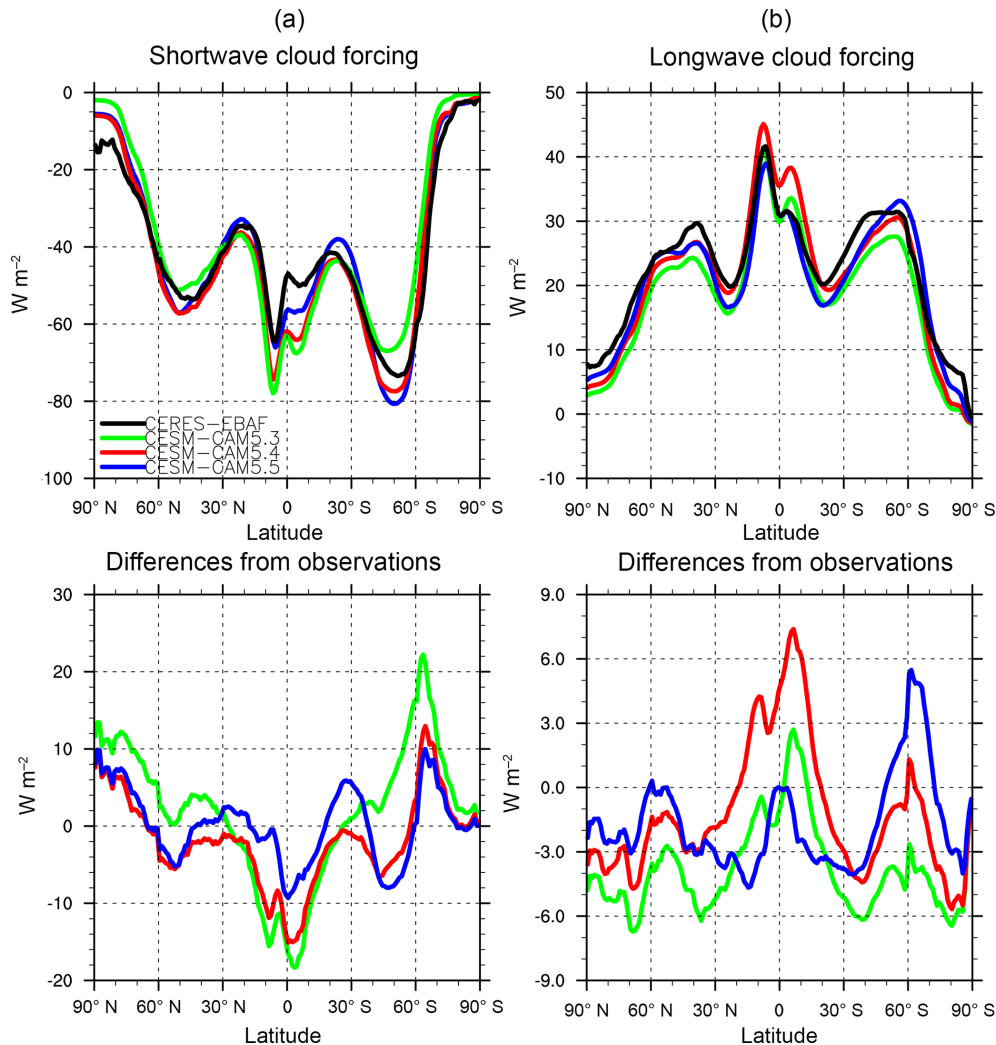 (a)
Shortwave cloud forcing
0
-20
-40
-60
-80
-100
W m⁻²
CERES-EBAF
CESM-CAM5.3
CESM-CAM5.4
CESM-CAM5.5
90° N 60° N 30° N 0 30° S 60° S 90° S
Latitude
(b)
Longwave cloud forcing
50
40
30
20
10
0
-10
W m⁻²
90° N 60° N 30° N 0 30° S 60° S 90° S
Latitude
Differences from observations
30
20
10
0
-10
-20
W m⁻²
90° N 60° N 30° N 0 30° S 60° S 90° S
Latitude
Differences from observations
9.0
6.0
3.0
0.0
-3.0
-6.0
-9.0
W m⁻²
90° N 60° N 30° N 0 30° S 60° S 90° S
Latitude